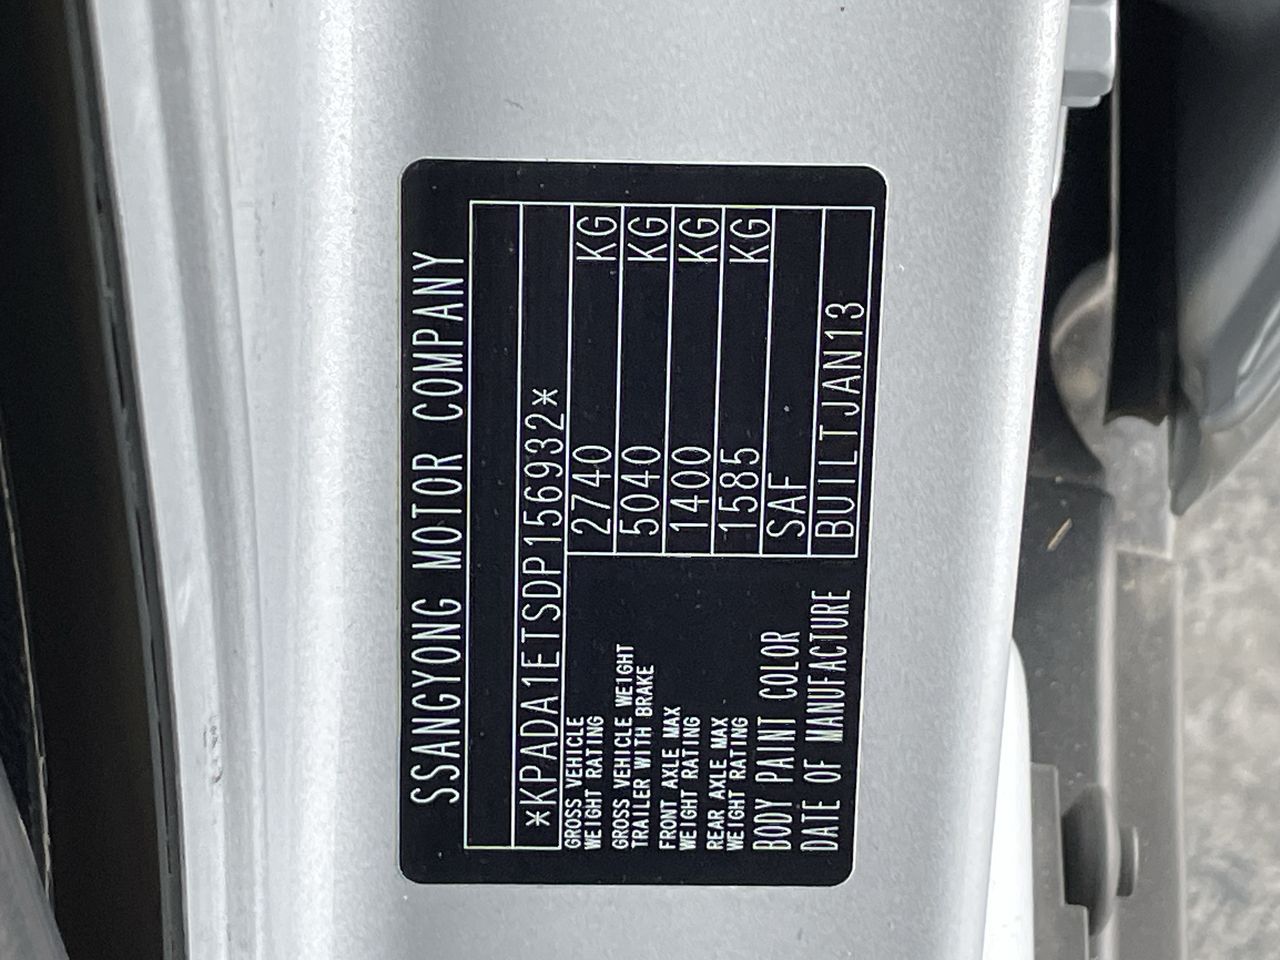 SSANGYONG MOTOR COMPANY
*KPADA1ETSDP156932*
GROSS VEHICLE
WEIGHT RATING 2740 KG
GROSS VEHICLE WEIGHT
TRAILER WITH BRAKE 5040 KG
FRONT AXLE MAX
WEIGHT RATING 1400 KG
REAR AXLE MAX
WEIGHT RATING 1585 KG
BODY PAINT COLOR SAF
DATE OF MANUFACTURE BUILTJAN13